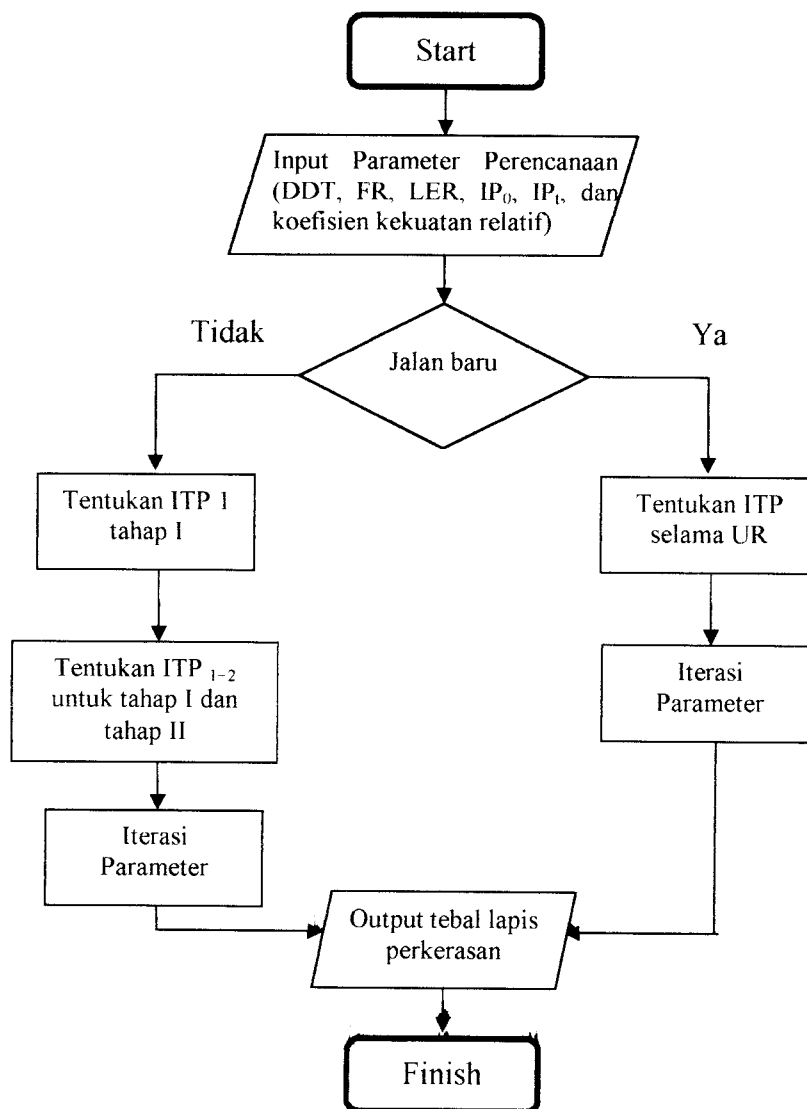 Start
Input Parameter Perencanaan
(DDT, FR, LER, IP₀, IPₜ, dan
koefisien kekuatan relatif)
Tidak
Ya
Jalan baru
Tentukan ITP 1
tahap I
Tentukan ITP
selama UR
Tentukan ITP ₁₋₂
untuk tahap I dan
tahap II
Iterasi
Parameter
Iterasi
Parameter
Output tebal lapis
perkerasan
Finish